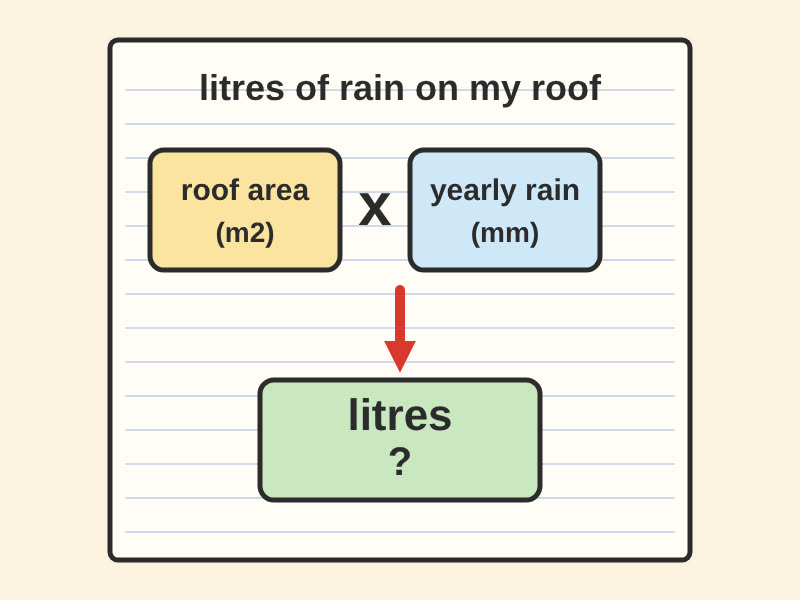 litres of rain on my roof
roof area
(m2)
x
yearly rain
(mm)
litres
?